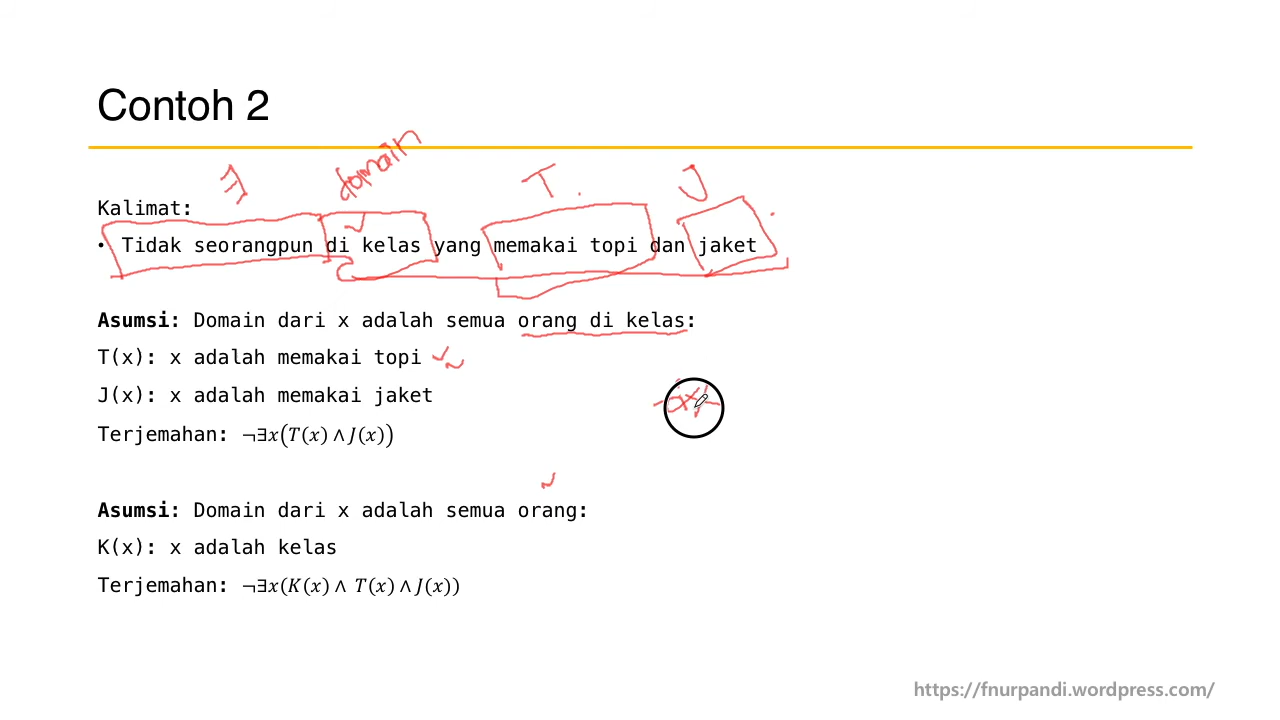 Contoh 2
∃ domain T. J
Kalimat:
• Tidak seorangpun di kelas yang memakai topi dan jaket
Asumsi: Domain dari x adalah semua orang di kelas:
T(x): x adalah memakai topi
J(x): x adalah memakai jaket
Terjemahan: ¬∃x(T(x) ∧ J(x))
Asumsi: Domain dari x adalah semua orang:
K(x): x adalah kelas
Terjemahan: ¬∃x(K(x) ∧ T(x) ∧ J(x))
https://fnurpandi.wordpress.com/